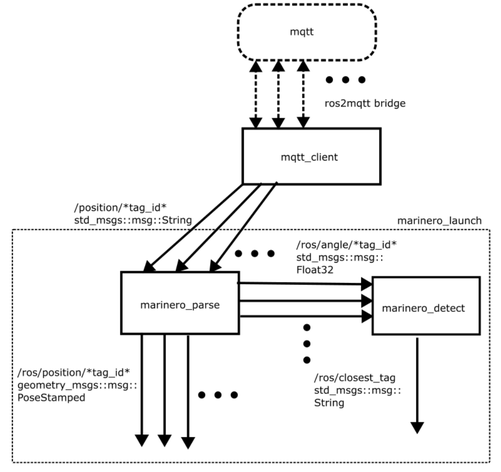 mqtt
ros2mqtt bridge
mqtt_client
/position/*tag_id*
std_msgs::msg::String
marinero_launch
/ros/angle/*tag_id*
std_msgs::msg::
Float32
marinero_parse
marinero_detect
/ros/position/*tag_id*
geometry_msgs::msg::
PoseStamped
/ros/closest_tag
std_msgs::msg::
String